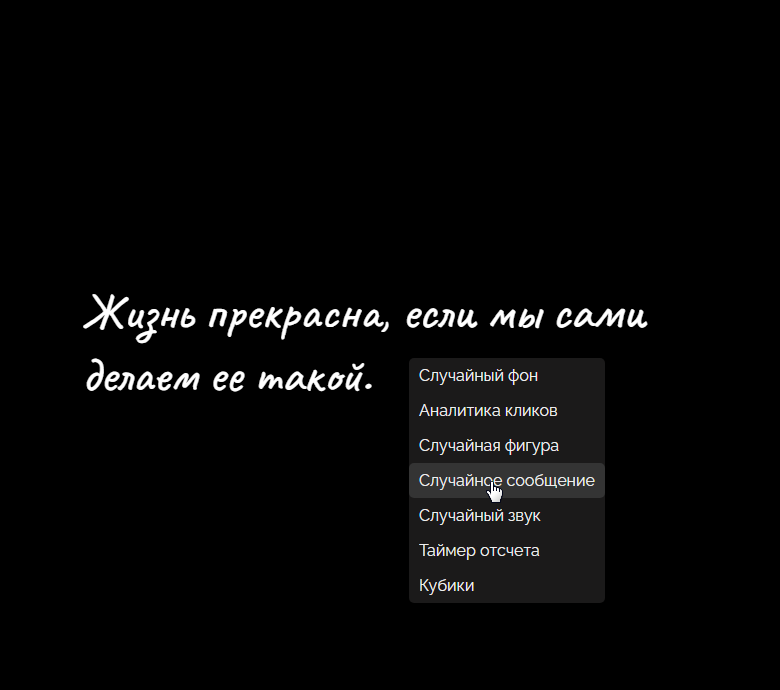 Жизнь прекрасна, если мы сами
делаем ее такой.
Случайный фон
Аналитика кликов
Случайная фигура
Случайное сообщение
Случайный звук
Таймер отсчета
Кубики